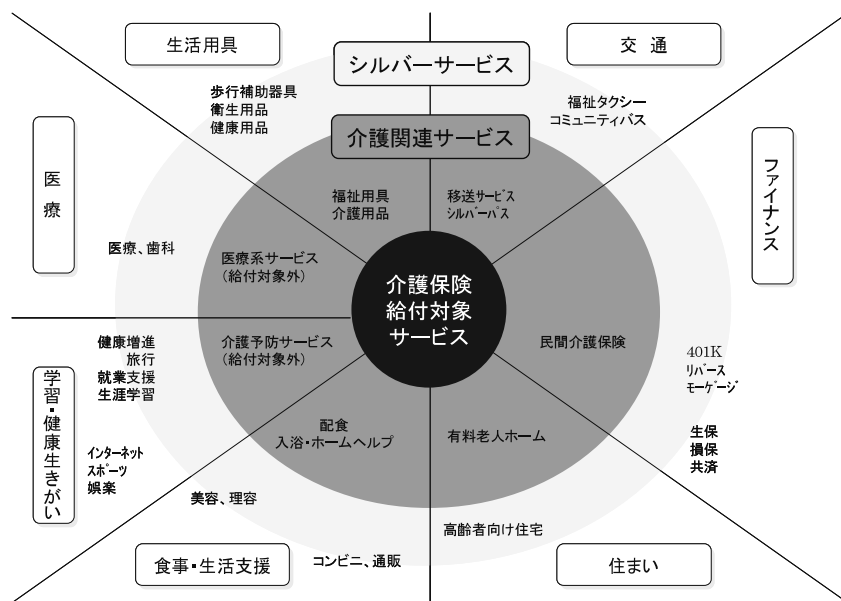 生活用具
シルバーサービス
交　通
歩行補助器具
衛生用品
健康用品
福祉タクシー
コミュニティバス
介護関連サービス
医
療
ファイナンス
福祉用具
介護用品
移送サービス
シルバーパス
医療、歯科
医療系サービス
（給付対象外）
介護保険
給付対象
サービス
介護予防サービス
（給付対象外）
民間介護保険
健康増進
旅行
就業支援
生涯学習
401K
リバース
モーゲージ
学習・健康生きがい
配食
入浴・ホームヘルプ
有料老人ホーム
生保
損保
共済
インターネット
スポーツ
娯楽
美容、理容
高齢者向け住宅
食事・生活支援
コンビニ、通販
住まい